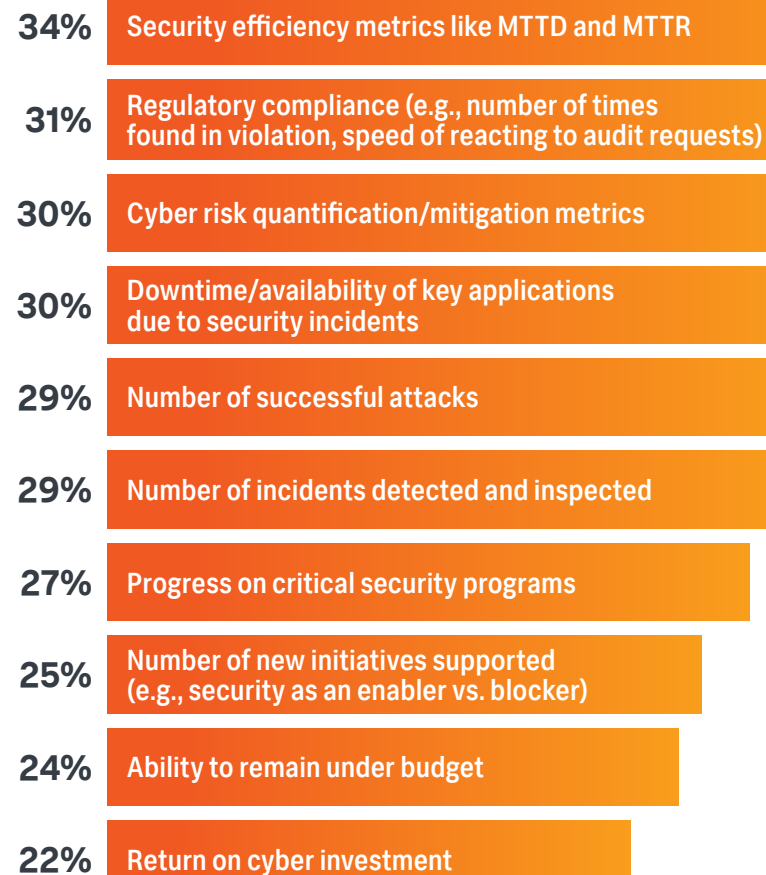 34% Security efficiency metrics like MTTD and MTTR
31% Regulatory compliance (e.g., number of times
found in violation, speed of reacting to audit requests)
30% Cyber risk quantification/mitigation metrics
30% Downtime/availability of key applications
due to security incidents
29% Number of successful attacks
29% Number of incidents detected and inspected
27% Progress on critical security programs
25% Number of new initiatives supported
(e.g., security as an enabler vs. blocker)
24% Ability to remain under budget
22% Return on cyber investment